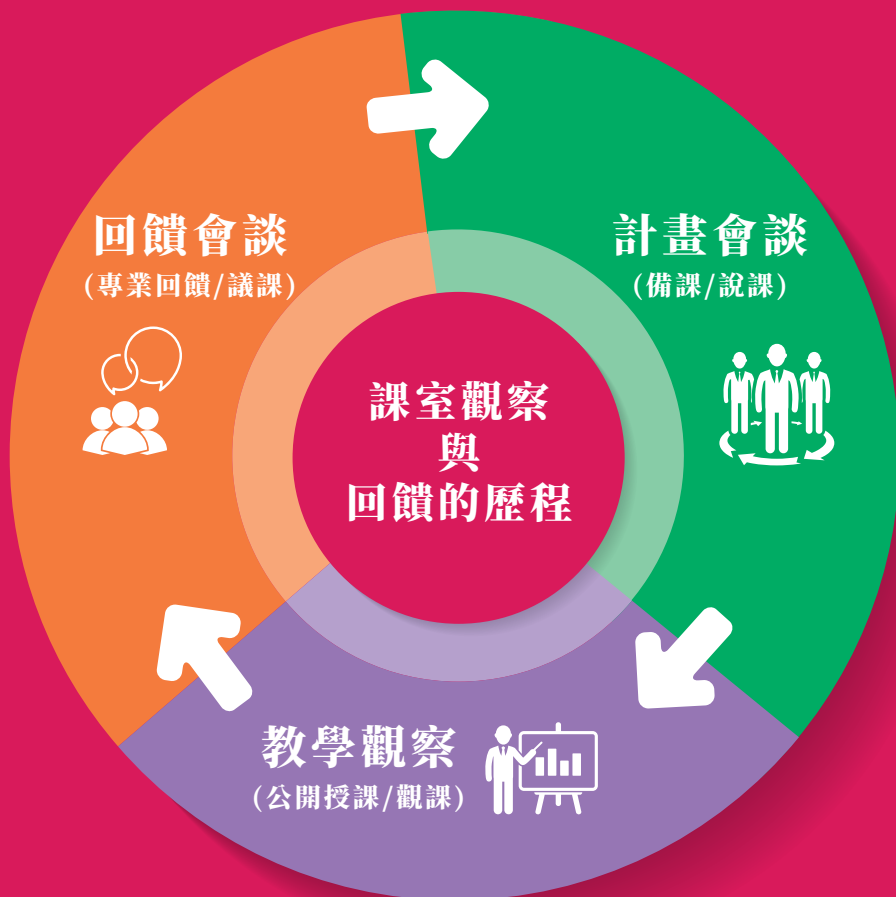 回饋會談
(專業回饋/議課)
計畫會談
(備課/說課)
課室觀察
與
回饋的歷程
教學觀察
(公開授課/觀課)